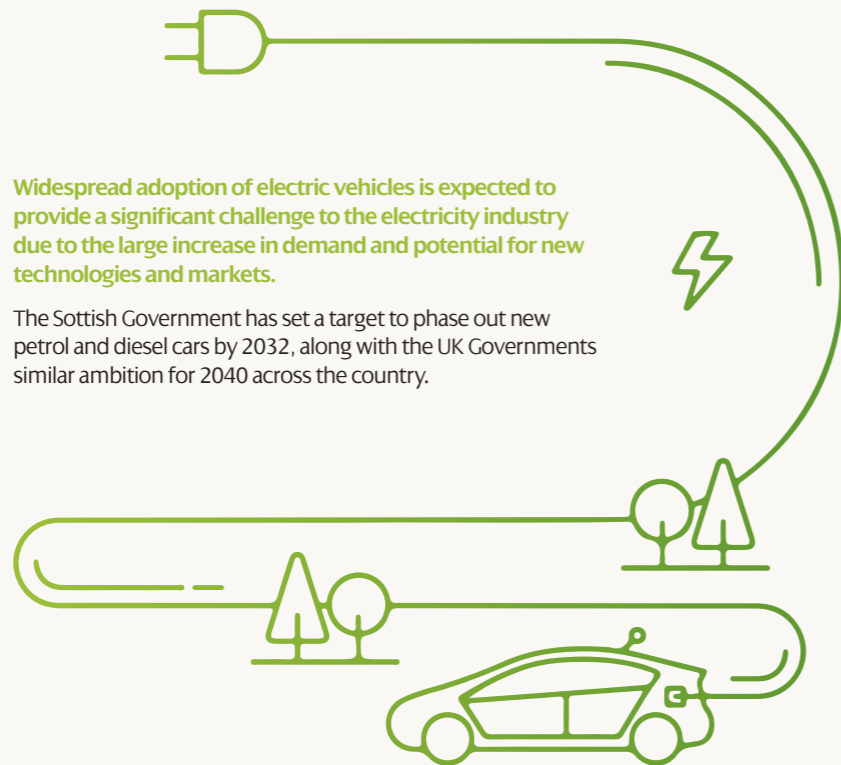 Widespread adoption of electric vehicles is expected to
provide a significant challenge to the electricity industry
due to the large increase in demand and potential for new
technologies and markets.
The Sottish Government has set a target to phase out new
petrol and diesel cars by 2032, along with the UK Governments
similar ambition for 2040 across the country.